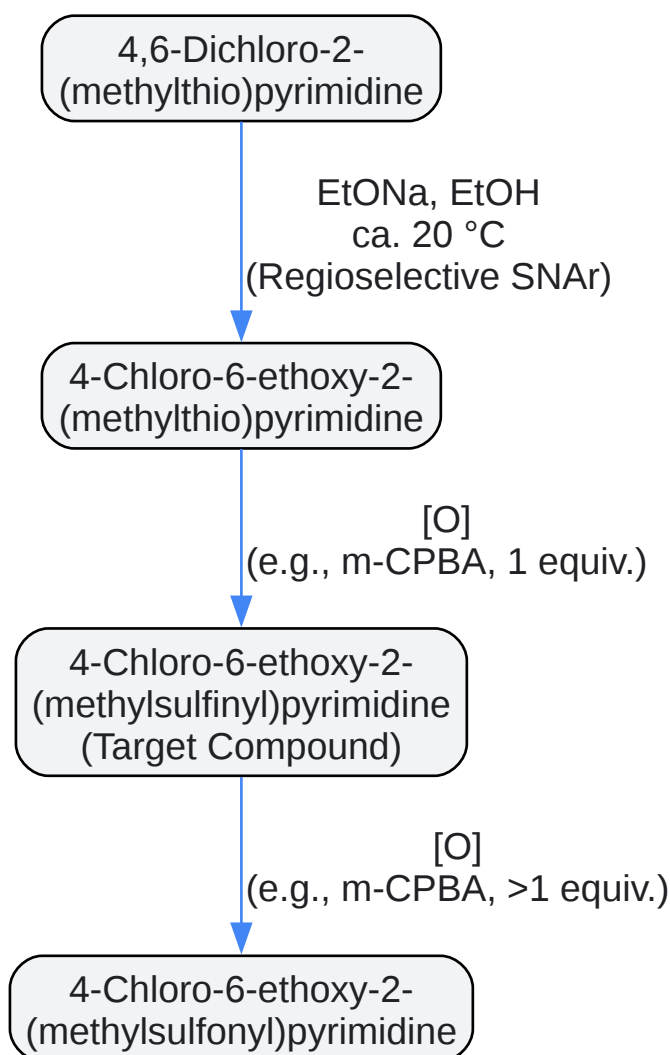 4,6-Dichloro-2-
(methylthio)pyrimidine
EtONa, EtOH
ca. 20 °C
(Regioselective SNAr)
4-Chloro-6-ethoxy-2-
(methylthio)pyrimidine
[O]
(e.g., m-CPBA, 1 equiv.)
4-Chloro-6-ethoxy-2-
(methylsulfinyl)pyrimidine
(Target Compound)
[O]
(e.g., m-CPBA, >1 equiv.)
4-Chloro-6-ethoxy-2-
(methylsulfonyl)pyrimidine